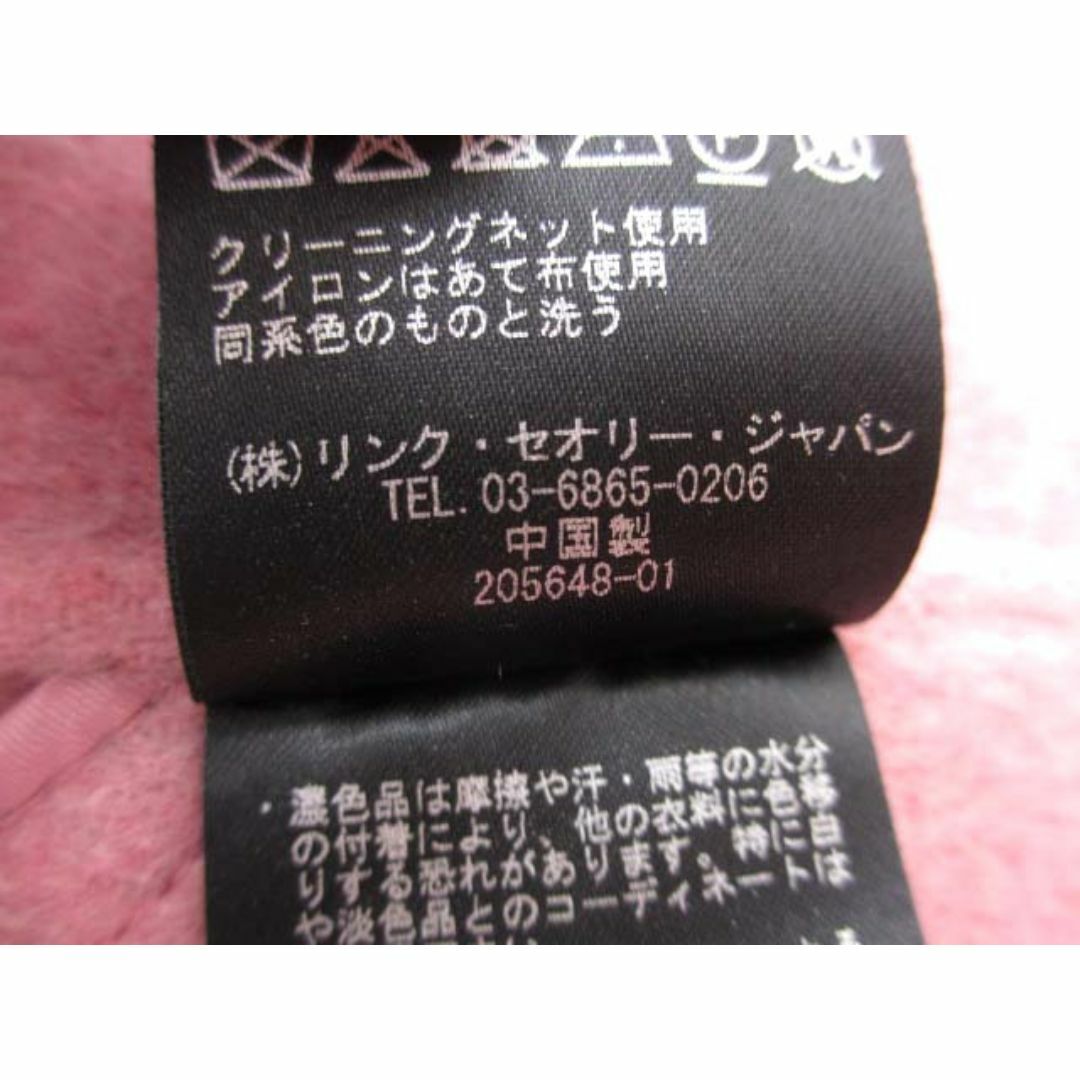 クリーニングネット使用
アイロンはあて布使用
同系色のものと洗う
(株)リンク・セオリー・ジャパン
TEL. 03-6865-0206
中国製
205648-01
・濃色品は摩擦や汗・雨等の水分
の付着により、他の衣料に色移
りする恐れがあります。特に白
や淡色品とのコーディネートは